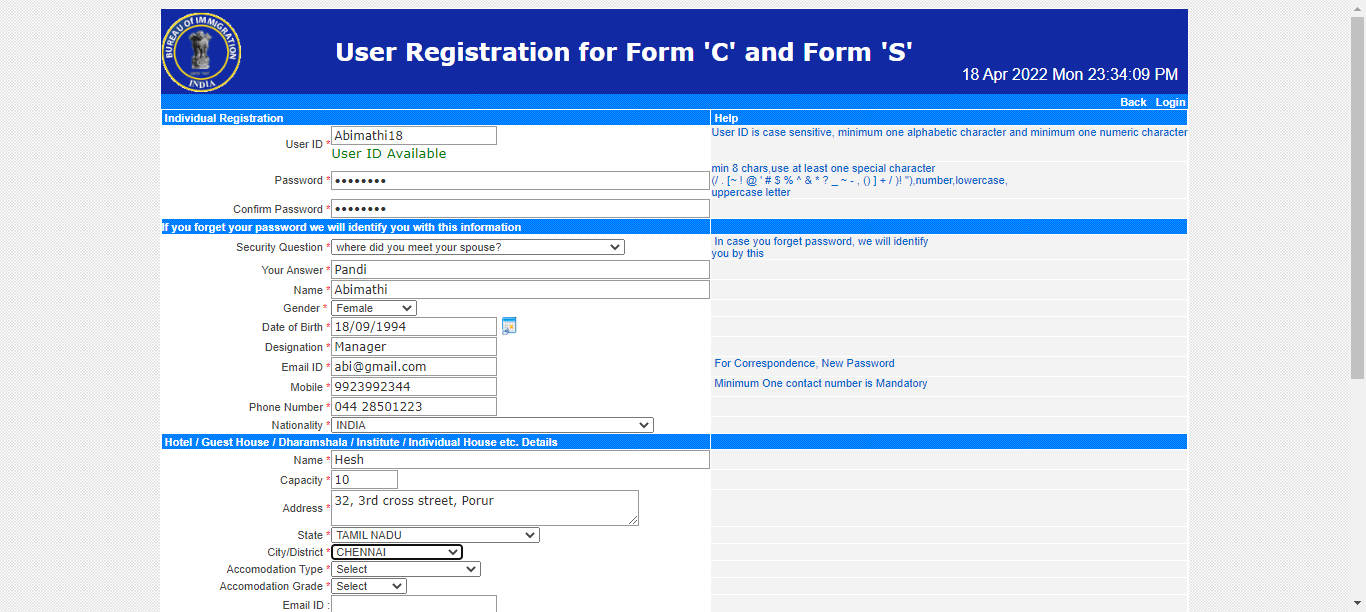 BUREAU OF IMMIGRATION
INDIA
User Registration for Form 'C' and Form 'S'
18 Apr 2022 Mon 23:34:09 PM
Back Login
Individual Registration Help
User ID * Abimathi18 User ID is case sensitive, minimum one alphabetic character and minimum one numeric character
User ID Available
Password * •••••••• min 8 chars,use at least one special character
(/ . [~ ! @ ' # $ % ^ & * ? _ ~ - , () ] + / )! "),number,lowercase,
uppercase letter
Confirm Password * ••••••••
If you forget your password we will identify you with this information
Security Question * where did you meet your spouse? In case you forget password, we will identify
you by this
Your Answer * Pandi
Name * Abimathi
Gender * Female
Date of Birth * 18/09/1994
Designation * Manager
Email ID * abi@gmail.com For Correspondence, New Password
Mobile * 9923992344 Minimum One contact number is Mandatory
Phone Number * 044 28501223
Nationality * INDIA
Hotel / Guest House / Dharamshala / Institute / Individual House etc. Details
Name * Hesh
Capacity * 10
Address * 32, 3rd cross street, Porur
State * TAMIL NADU
City/District * CHENNAI
Accomodation Type * Select
Accomodation Grade * Select
Email ID :